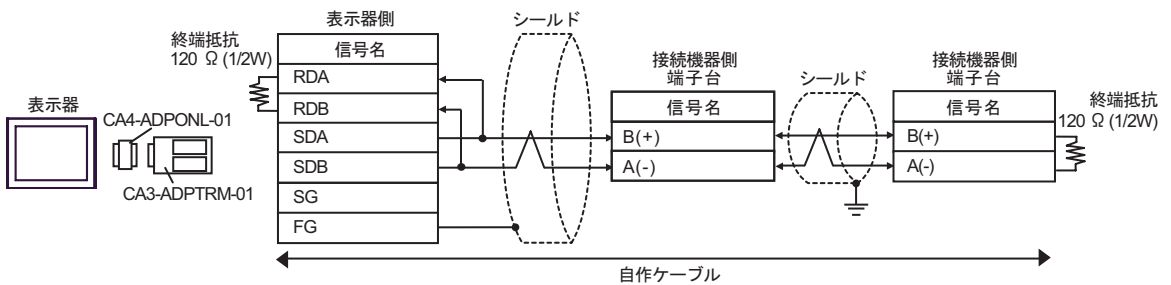 表示器
CA4-ADPONL-01
CA3-ADPTRM-01
終端抵抗
120 Ω (1/2W)
表示器側
信号名
RDA
RDB
SDA
SDB
SG
FG
シールド
接続機器側
端子台
信号名
B(+)
A(-)
シールド
接続機器側
端子台
信号名
B(+)
A(-)
終端抵抗
120 Ω (1/2W)
自作ケーブル